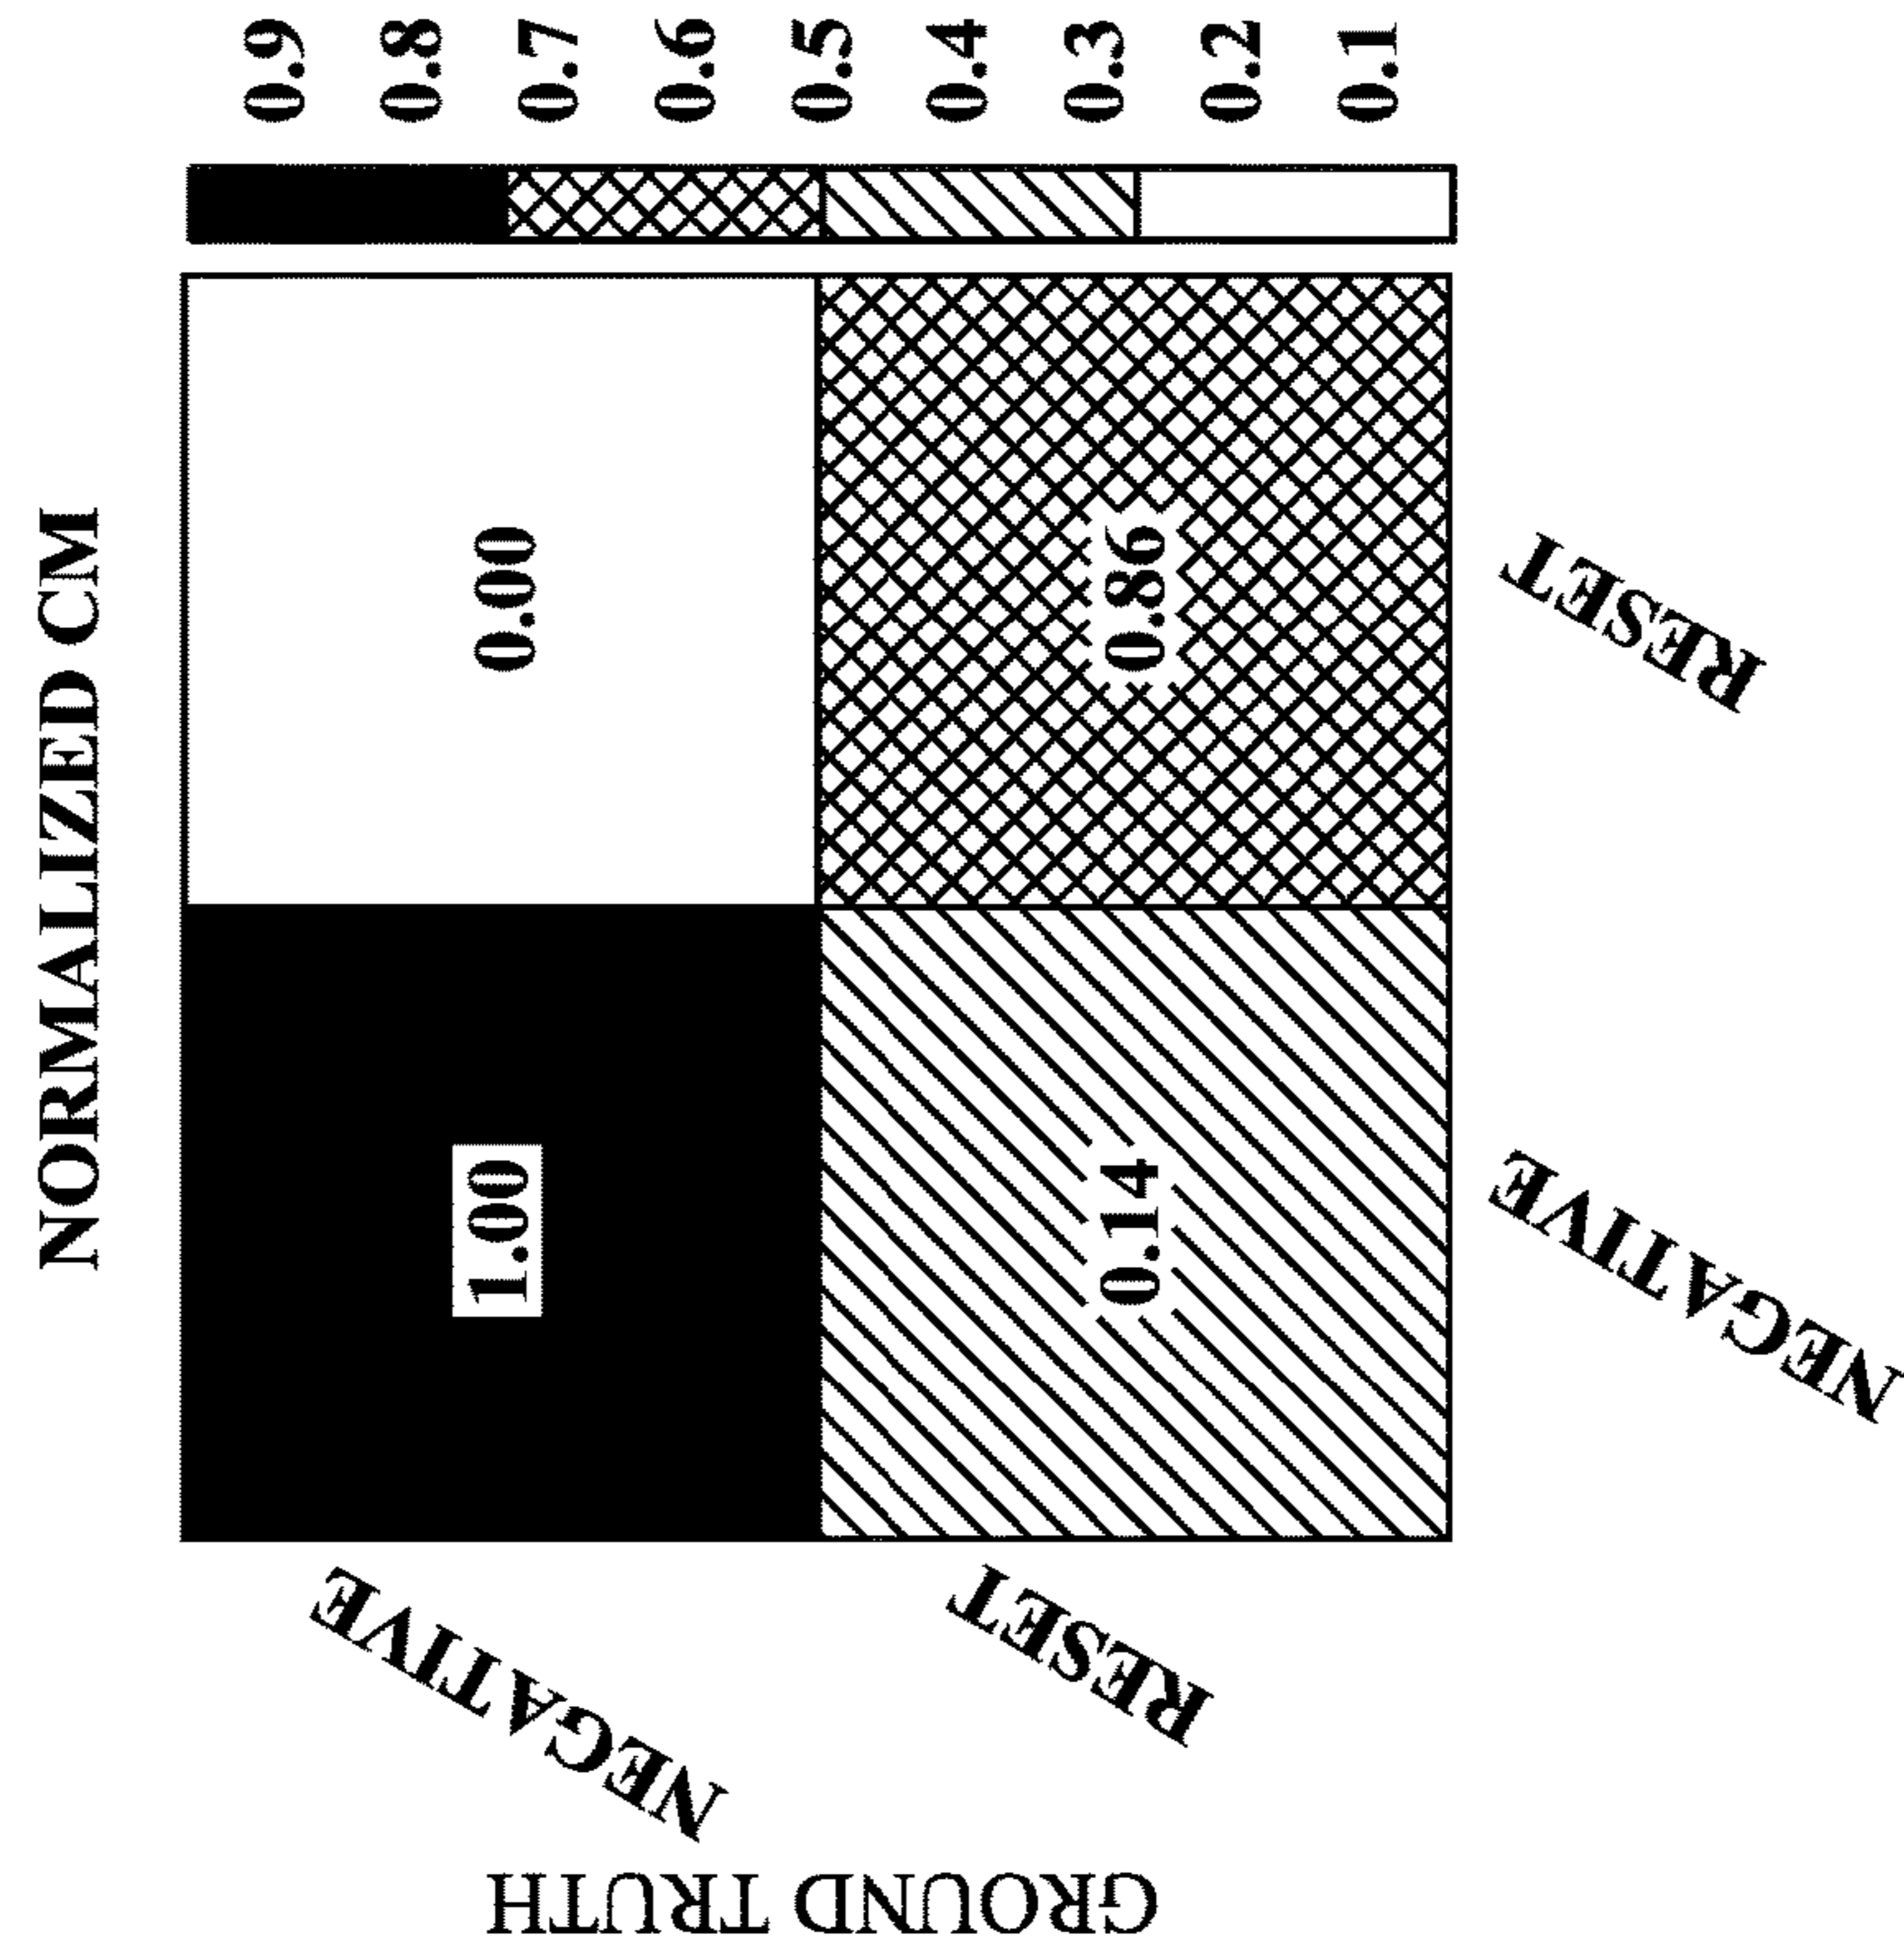 NORMALIZED CM
GROUND TRUTH
NEGATIVE
RESET
1.00
0.00
0.14
0.86
NEGATIVE
RESET
0.9
0.8
0.7
0.6
0.5
0.4
0.3
0.2
0.1